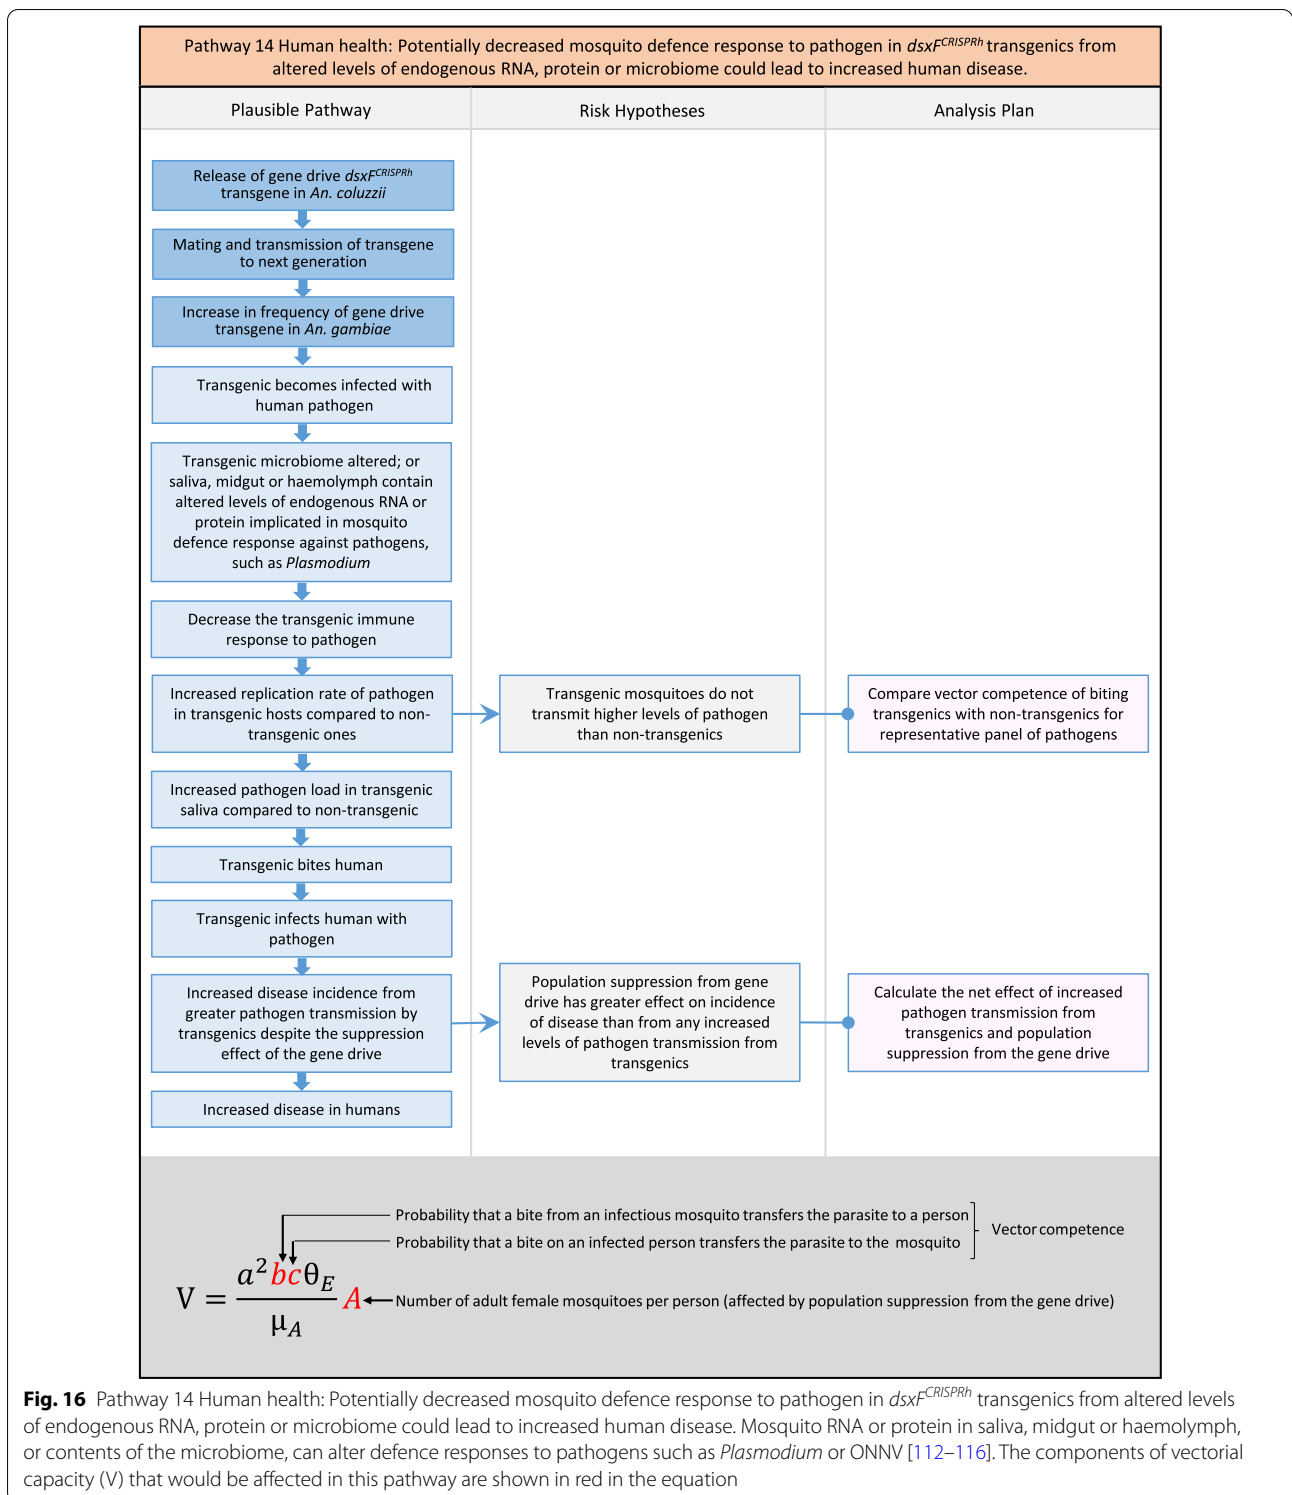 Pathway 14 Human health: Potentially decreased mosquito defence response to pathogen in dsxF^CRISPRh transgenics from
altered levels of endogenous RNA, protein or microbiome could lead to increased human disease.
Plausible Pathway
Risk Hypotheses
Analysis Plan
Release of gene drive dsxF^CRISPRh
transgene in An. coluzzii
Mating and transmission of transgene
to next generation
Increase in frequency of gene drive
transgene in An. gambiae
Transgenic becomes infected with
human pathogen
Transgenic microbiome altered; or
saliva, midgut or haemolymph contain
altered levels of endogenous RNA or
protein implicated in mosquito
defence response against pathogens,
such as Plasmodium
Decrease the transgenic immune
response to pathogen
Increased replication rate of pathogen
in transgenic hosts compared to non-
transgenic ones
Transgenic mosquitoes do not
transmit higher levels of pathogen
than non-transgenics
Compare vector competence of biting
transgenics with non-transgenics for
representative panel of pathogens
Increased pathogen load in transgenic
saliva compared to non-transgenic
Transgenic bites human
Transgenic infects human with
pathogen
Increased disease incidence from
greater pathogen transmission by
transgenics despite the suppression
effect of the gene drive
Population suppression from gene
drive has greater effect on incidence
of disease than from any increased
levels of pathogen transmission from
transgenics
Calculate the net effect of increased
pathogen transmission from
transgenics and population
suppression from the gene drive
Increased disease in humans
Probability that a bite from an infectious mosquito transfers the parasite to a person
Vector competence
Probability that a bite on an infected person transfers the parasite to the mosquito
V = a²bcθ_E / μ_A A
Number of adult female mosquitoes per person (affected by population suppression from the gene drive)
Fig. 16 Pathway 14 Human health: Potentially decreased mosquito defence response to pathogen in dsxF^CRISPRh transgenics from altered levels
of endogenous RNA, protein or microbiome could lead to increased human disease. Mosquito RNA or protein in saliva, midgut or haemolymph,
or contents of the microbiome, can alter defence responses to pathogens such as Plasmodium or ONNV [112–116]. The components of vectorial
capacity (V) that would be affected in this pathway are shown in red in the equation